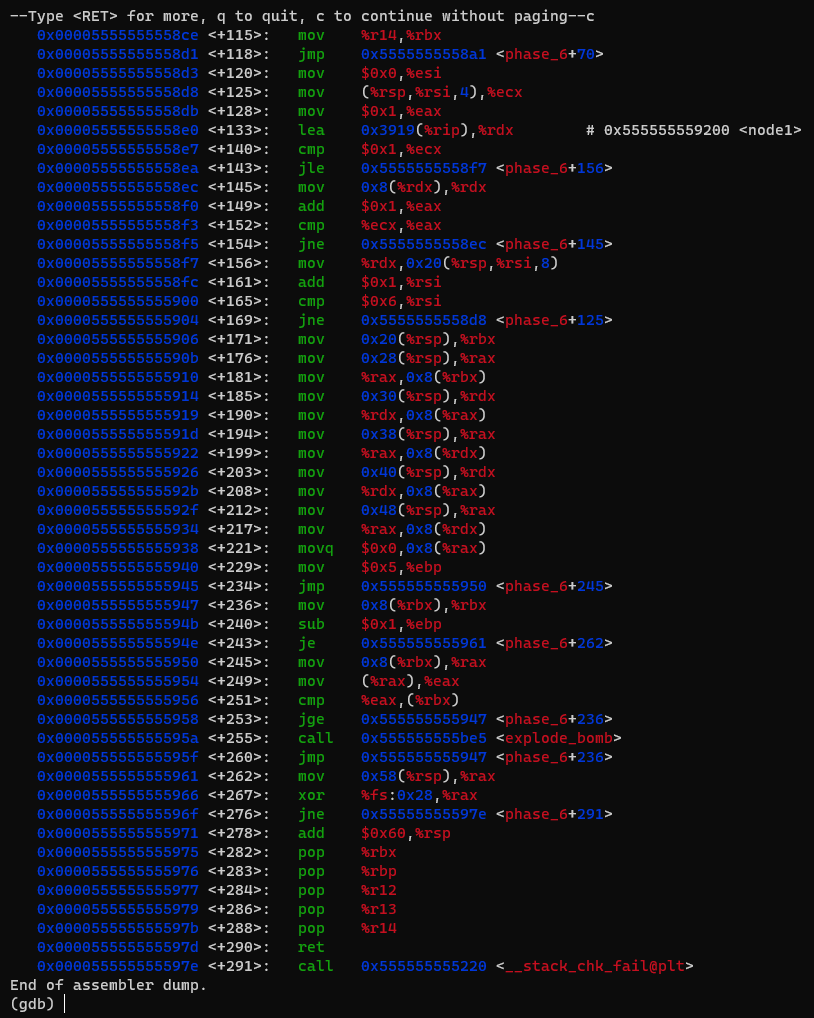 --Type <RET> for more, q to quit, c to continue without paging--c
   0x00005555555558ce <+115>:	mov    %r14,%rbx
   0x00005555555558d1 <+118>:	jmp    0x5555555558a1 <phase_6+70>
   0x00005555555558d3 <+120>:	mov    $0x0,%esi
   0x00005555555558d8 <+125>:	mov    (%rsp,%rsi,4),%ecx
   0x00005555555558db <+128>:	mov    $0x1,%eax
   0x00005555555558e0 <+133>:	lea    0x3919(%rip),%rdx        # 0x555555559200 <node1>
   0x00005555555558e7 <+140>:	cmp    $0x1,%ecx
   0x00005555555558ea <+143>:	jle    0x5555555558f7 <phase_6+156>
   0x00005555555558ec <+145>:	mov    0x8(%rdx),%rdx
   0x00005555555558f0 <+149>:	add    $0x1,%eax
   0x00005555555558f3 <+152>:	cmp    %ecx,%eax
   0x00005555555558f5 <+154>:	jne    0x5555555558ec <phase_6+145>
   0x00005555555558f7 <+156>:	mov    %rdx,0x20(%rsp,%rsi,8)
   0x00005555555558fc <+161>:	add    $0x1,%rsi
   0x0000555555555900 <+165>:	cmp    $0x6,%rsi
   0x0000555555555904 <+169>:	jne    0x5555555558d8 <phase_6+125>
   0x0000555555555906 <+171>:	mov    0x20(%rsp),%rbx
   0x000055555555590b <+176>:	mov    0x28(%rsp),%rax
   0x0000555555555910 <+181>:	mov    %rax,0x8(%rbx)
   0x0000555555555914 <+185>:	mov    0x30(%rsp),%rdx
   0x0000555555555919 <+190>:	mov    %rdx,0x8(%rax)
   0x000055555555591d <+194>:	mov    0x38(%rsp),%rax
   0x0000555555555922 <+199>:	mov    %rax,0x8(%rdx)
   0x0000555555555926 <+203>:	mov    0x40(%rsp),%rdx
   0x000055555555592b <+208>:	mov    %rdx,0x8(%rax)
   0x000055555555592f <+212>:	mov    0x48(%rsp),%rax
   0x0000555555555934 <+217>:	mov    %rax,0x8(%rdx)
   0x0000555555555938 <+221>:	movq   $0x0,0x8(%rax)
   0x0000555555555940 <+229>:	mov    $0x5,%ebp
   0x0000555555555945 <+234>:	jmp    0x555555555950 <phase_6+245>
   0x0000555555555947 <+236>:	mov    0x8(%rbx),%rbx
   0x000055555555594b <+240>:	sub    $0x1,%ebp
   0x000055555555594e <+243>:	je     0x555555555961 <phase_6+262>
   0x0000555555555950 <+245>:	mov    0x8(%rbx),%rax
   0x0000555555555954 <+249>:	mov    (%rax),%eax
   0x0000555555555956 <+251>:	cmp    %eax,(%rbx)
   0x0000555555555958 <+253>:	jge    0x555555555947 <phase_6+236>
   0x000055555555595a <+255>:	call   0x555555555be5 <explode_bomb>
   0x000055555555595f <+260>:	jmp    0x555555555947 <phase_6+236>
   0x0000555555555961 <+262>:	mov    0x58(%rsp),%rax
   0x0000555555555966 <+267>:	xor    %fs:0x28,%rax
   0x000055555555596f <+276>:	jne    0x55555555597e <phase_6+291>
   0x0000555555555971 <+278>:	add    $0x60,%rsp
   0x0000555555555975 <+282>:	pop    %rbx
   0x0000555555555976 <+283>:	pop    %rbp
   0x0000555555555977 <+284>:	pop    %r12
   0x0000555555555979 <+286>:	pop    %r13
   0x000055555555597b <+288>:	pop    %r14
   0x000055555555597d <+290>:	ret
   0x000055555555597e <+291>:	call   0x555555555220 <__stack_chk_fail@plt>
End of assembler dump.
(gdb)